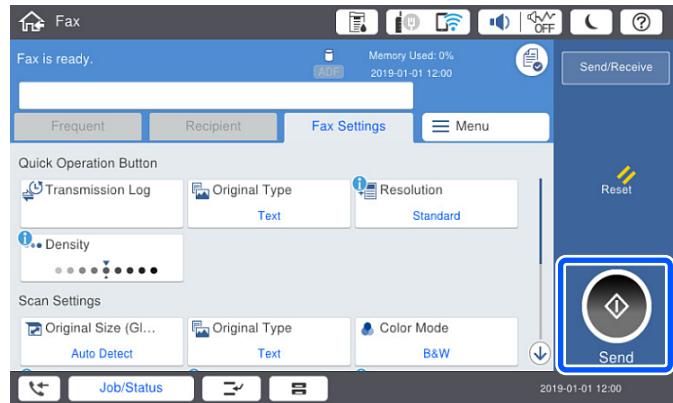 Fax
OFF
Fax is ready.
ADF
Memory Used: 0%
2019-01-01 12:00
Send/Receive
Frequent
Recipient
Fax Settings
Menu
Quick Operation Button
Transmission Log
Original Type
Text
Resolution
Standard
Reset
Density
Scan Settings
Original Size (Gl...
Auto Detect
Original Type
Text
Color Mode
B&W
Send
Job/Status
2019-01-01 12:00